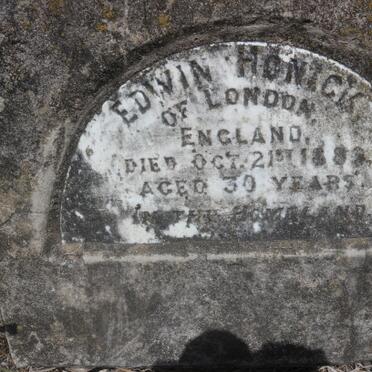 EDWIN HONICK
OF LONDON,
ENGLAND,
DIED OCT. 21ST
AGED 30 YEARS